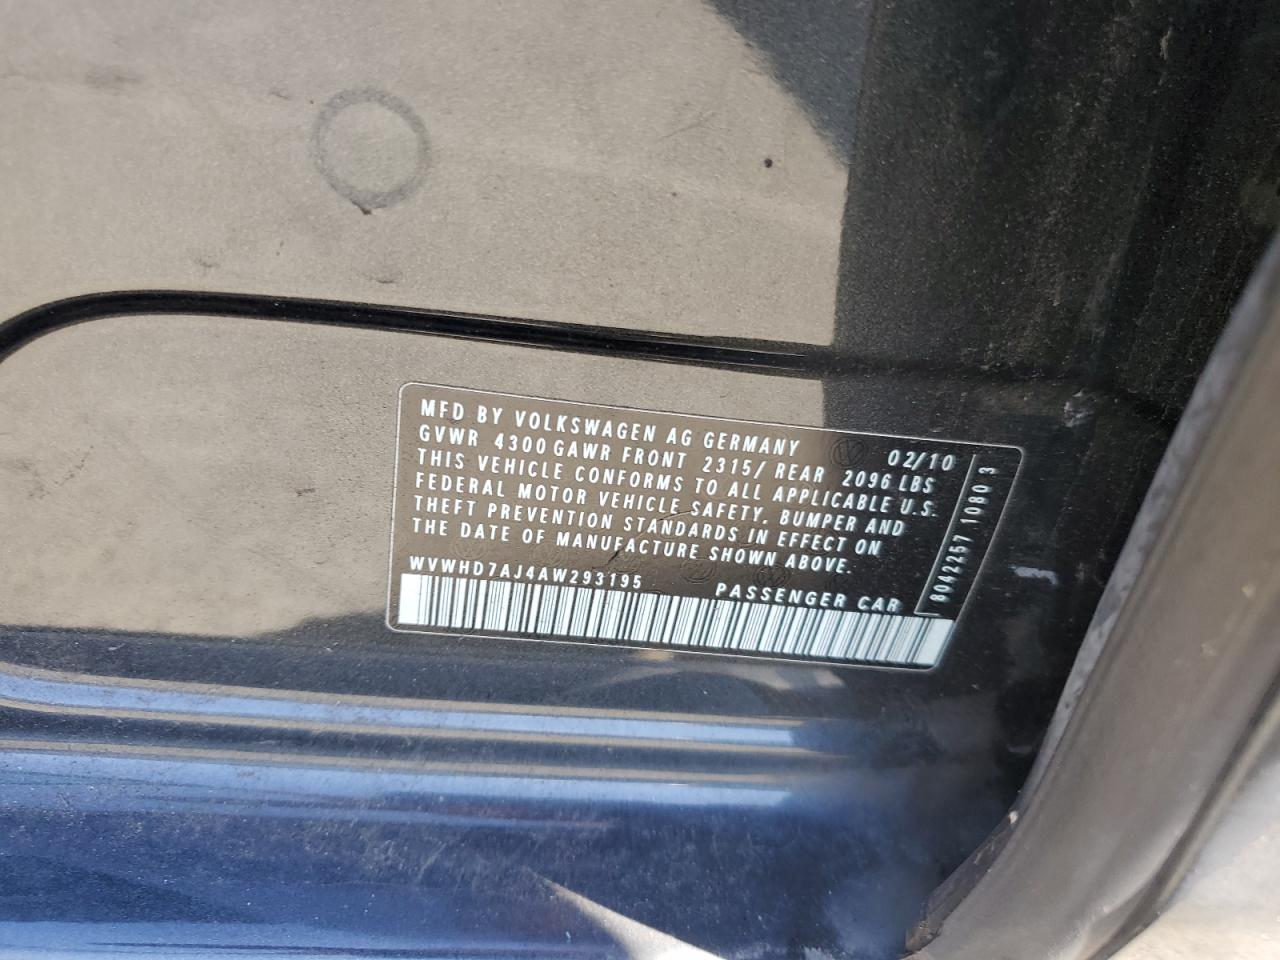 MFD BY VOLKSWAGEN AG GERMANY 02/10
GVWR 4300 GAWR FRONT 2315/ REAR 2096 LBS
THIS VEHICLE CONFORMS TO ALL APPLICABLE U.S.
FEDERAL MOTOR VEHICLE SAFETY, BUMPER AND
THEFT PREVENTION STANDARDS IN EFFECT ON
THE DATE OF MANUFACTURE SHOWN ABOVE.
WVWHD7AJ4AW293195 PASSENGER CAR
8042257 1080 3